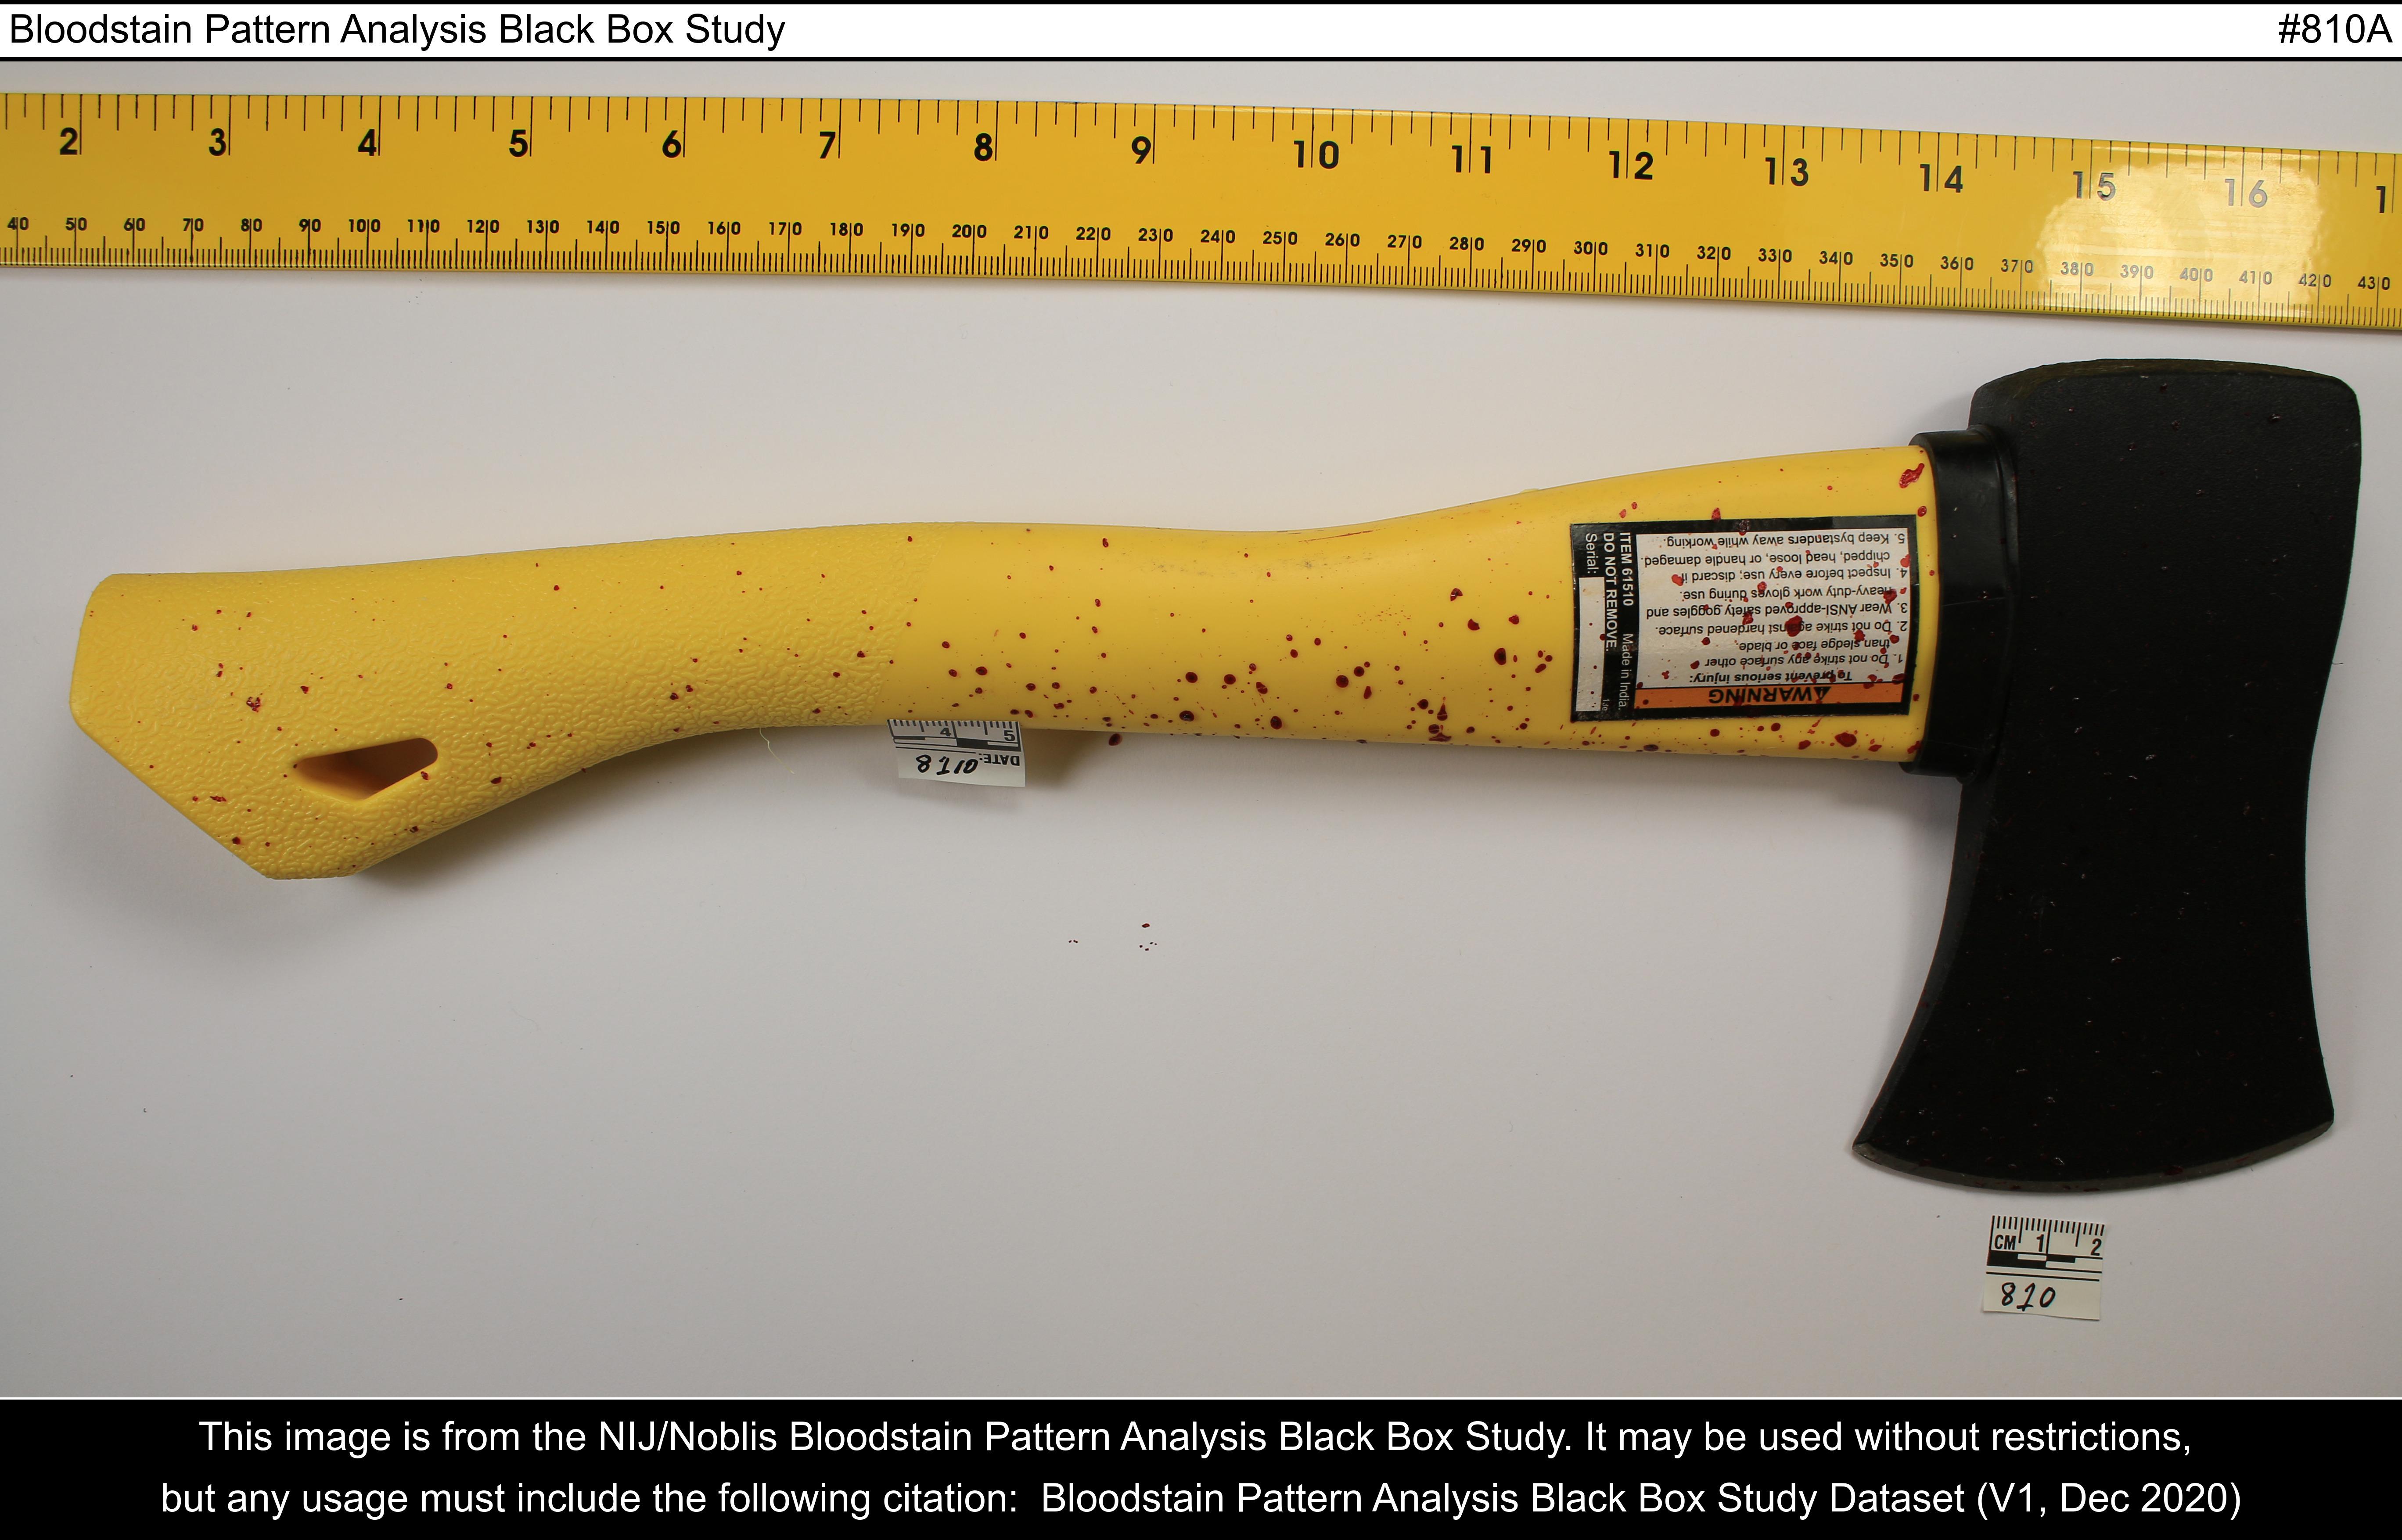 Bloodstain Pattern Analysis Black Box Study
#810A
2 3 4 5 6 7 8 9 10 11 12 13 14 15 16 1
40 50 60 70 80 90 100 110 120 130 140 150 160 170 180 190 200 210 220 230 240 250 260 270 280 290 300 310 320 330 340 350 360 370 380 390 400 410 420 430
WARNING
To prevent serious injury:
1. Do not strike any surface other
than sledge face or blade.
2. Do not strike against hardened surface.
3. Wear ANSI-approved safety goggles and
heavy-duty work gloves during use.
4. Inspect before every use; discard if
chipped, head loose, or handle damaged.
5. Keep bystanders away while working.
ITEM 61510 Made in India.
DO NOT REMOVE.
Serial:
4 5
DATE:
810
CM 1 2
810
This image is from the NIJ/Noblis Bloodstain Pattern Analysis Black Box Study. It may be used without restrictions,
but any usage must include the following citation: Bloodstain Pattern Analysis Black Box Study Dataset (V1, Dec 2020)